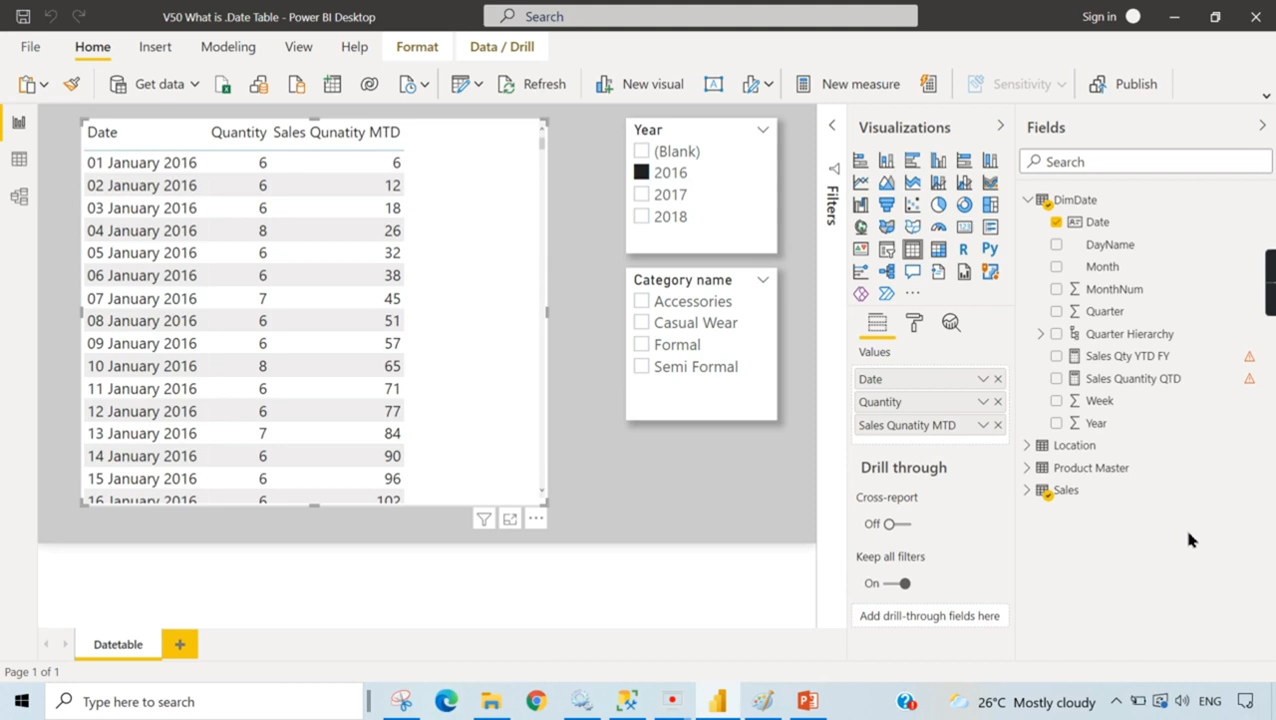 V50 What is .Date Table - Power BI Desktop
Search
Sign in
File Home Insert Modeling View Help Format Data / Drill
Get data Refresh New visual New measure Sensitivity Publish
Date Quantity Sales Qunatity MTD
01 January 2016 6 6
02 January 2016 6 12
03 January 2016 6 18
04 January 2016 8 26
05 January 2016 6 32
06 January 2016 6 38
07 January 2016 7 45
08 January 2016 6 51
09 January 2016 6 57
10 January 2016 8 65
11 January 2016 6 71
12 January 2016 6 77
13 January 2016 7 84
14 January 2016 6 90
15 January 2016 6 96
16 January 2016 6 102
Year
(Blank)
2016
2017
2018
Category name
Accessories
Casual Wear
Formal
Semi Formal
Filters
Visualizations
R Py
Values
Date
Quantity
Sales Qunatity MTD
Drill through
Cross-report
Off
Keep all filters
On
Add drill-through fields here
Fields
Search
DimDate
Date
DayName
Month
MonthNum
Quarter
Quarter Hierarchy
Sales Qty YTD FY
Sales Quantity QTD
Week
Year
Location
Product Master
Sales
Datetable
Page 1 of 1
Type here to search
26°C Mostly cloudy
ENG